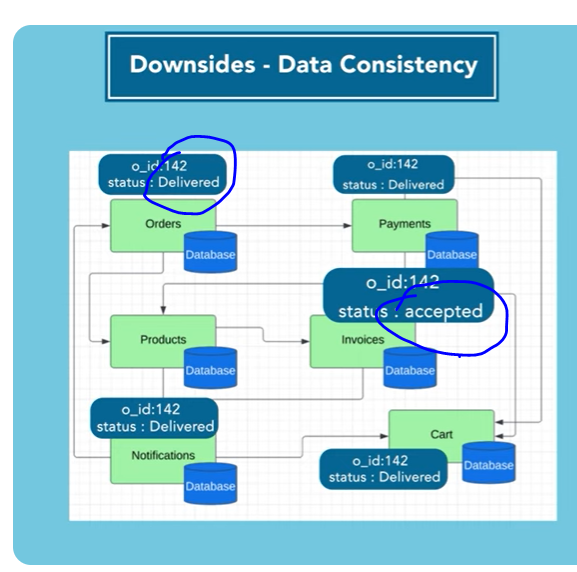 Downsides - Data Consistency
o_id:142
status : Delivered
o_id:142
status : Delivered
Orders
Payments
Database
Database
o_id:142
status : accepted
Products
Invoices
Database
Database
o_id:142
status : Delivered
Cart
Notifications
o_id:142
status : Delivered
Database
Database